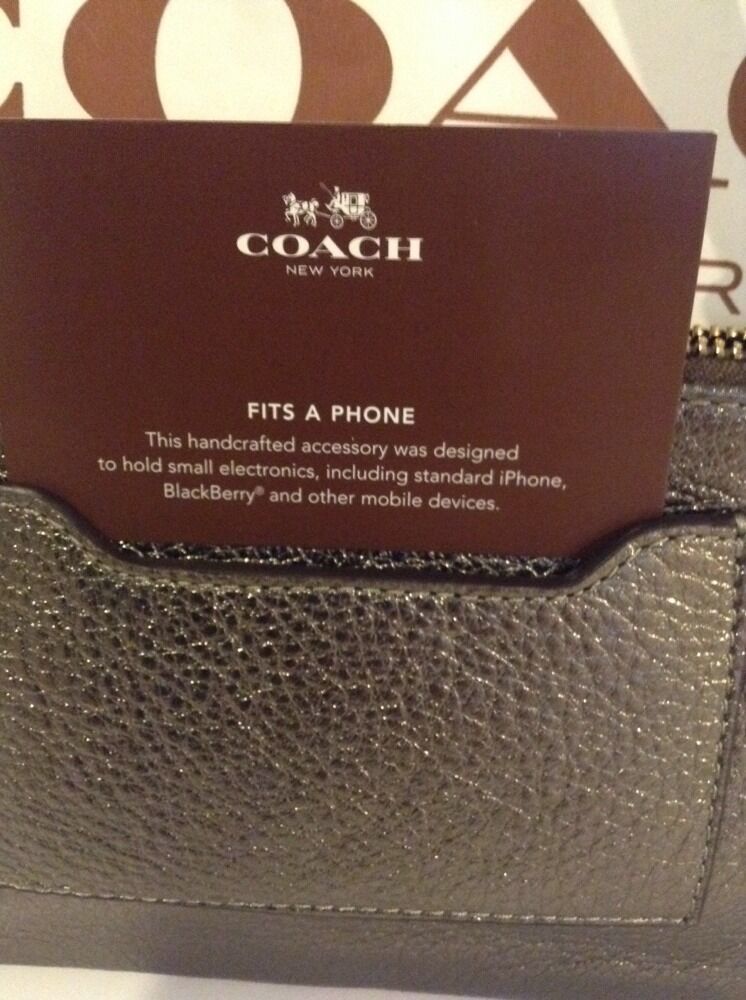 COAC
R
COACH
NEW YORK
FITS A PHONE
This handcrafted accessory was designed
to hold small electronics, including standard iPhone,
BlackBerry® and other mobile devices.